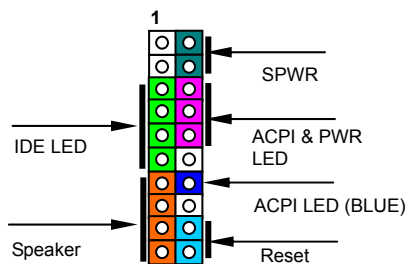 1
SPWR
IDE LED
ACPI & PWR
LED
ACPI LED (BLUE)
Speaker
Reset